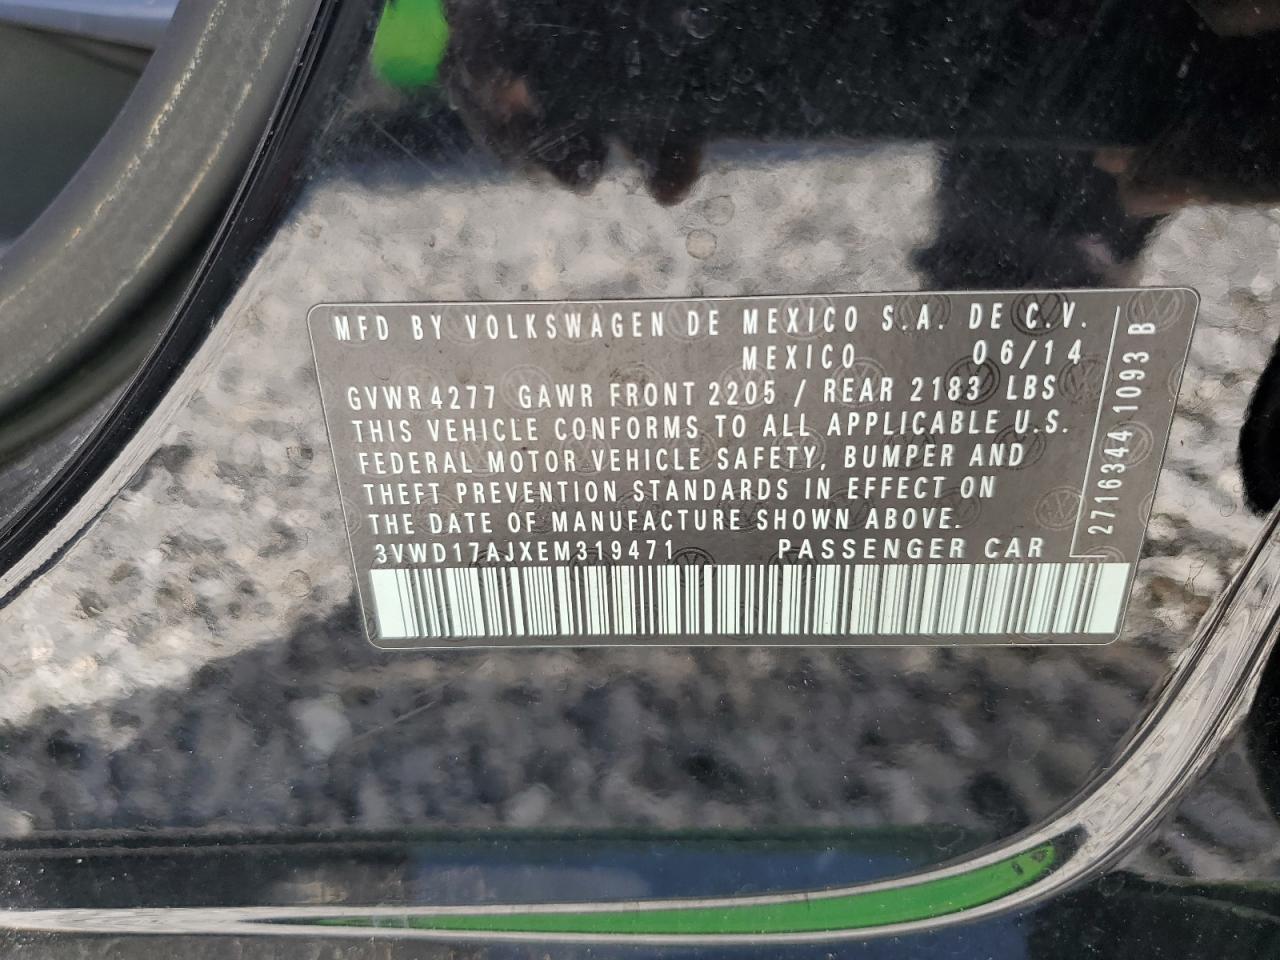 MFD BY VOLKSWAGEN DE MEXICO S.A. DE C.V.
MEXICO 06/14
GVWR 4277 GAWR FRONT 2205 / REAR 2183 LBS
THIS VEHICLE CONFORMS TO ALL APPLICABLE U.S.
FEDERAL MOTOR VEHICLE SAFETY, BUMPER AND
THEFT PREVENTION STANDARDS IN EFFECT ON
THE DATE OF MANUFACTURE SHOWN ABOVE.
3VWD17AJXEM319471 PASSENGER CAR
2716344 1093 B